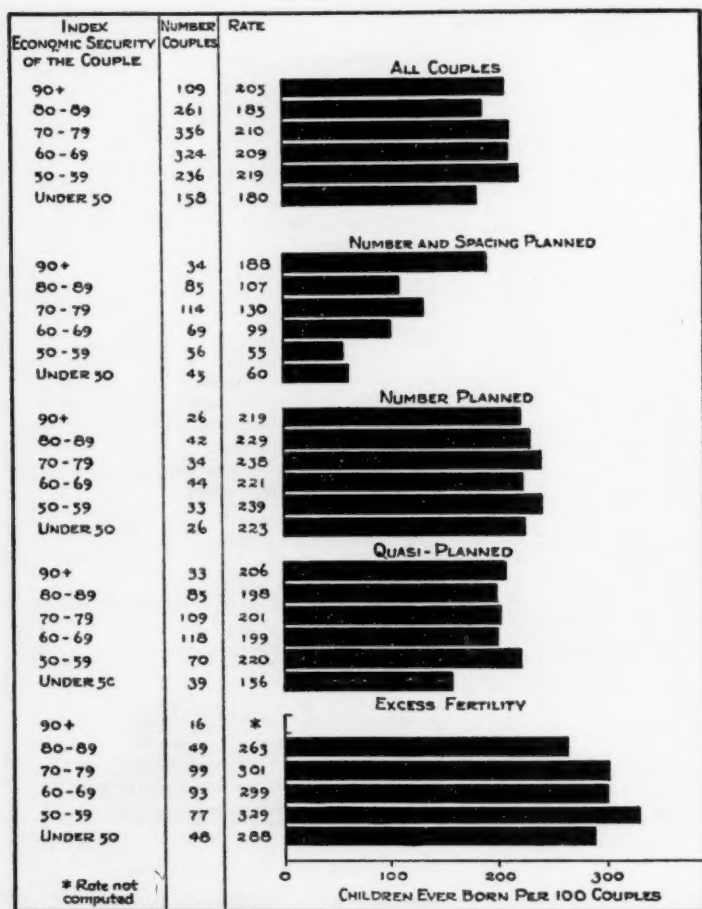 INDEX ECONOMIC SECURITY OF THE COUPLE NUMBER COUPLES RATE
ALL COUPLES
90+ 109 205
80-89 261 185
70-79 356 210
60-69 324 209
50-59 236 219
UNDER 50 158 180
NUMBER AND SPACING PLANNED
90+ 34 188
80-89 85 107
70-79 114 130
60-69 69 99
50-59 56 55
UNDER 50 45 60
NUMBER PLANNED
90+ 26 219
80-89 42 229
70-79 34 238
60-69 44 221
50-59 33 239
UNDER 50 26 223
QUASI-PLANNED
90+ 33 206
80-89 85 198
70-79 109 201
60-69 118 199
50-59 70 220
UNDER 50 39 156
EXCESS FERTILITY
90+ 16 *
80-89 49 263
70-79 99 301
60-69 93 299
50-59 77 329
UNDER 50 48 288
0 100 200 300
* Rate not computed
CHILDREN EVER BORN PER 100 COUPLES